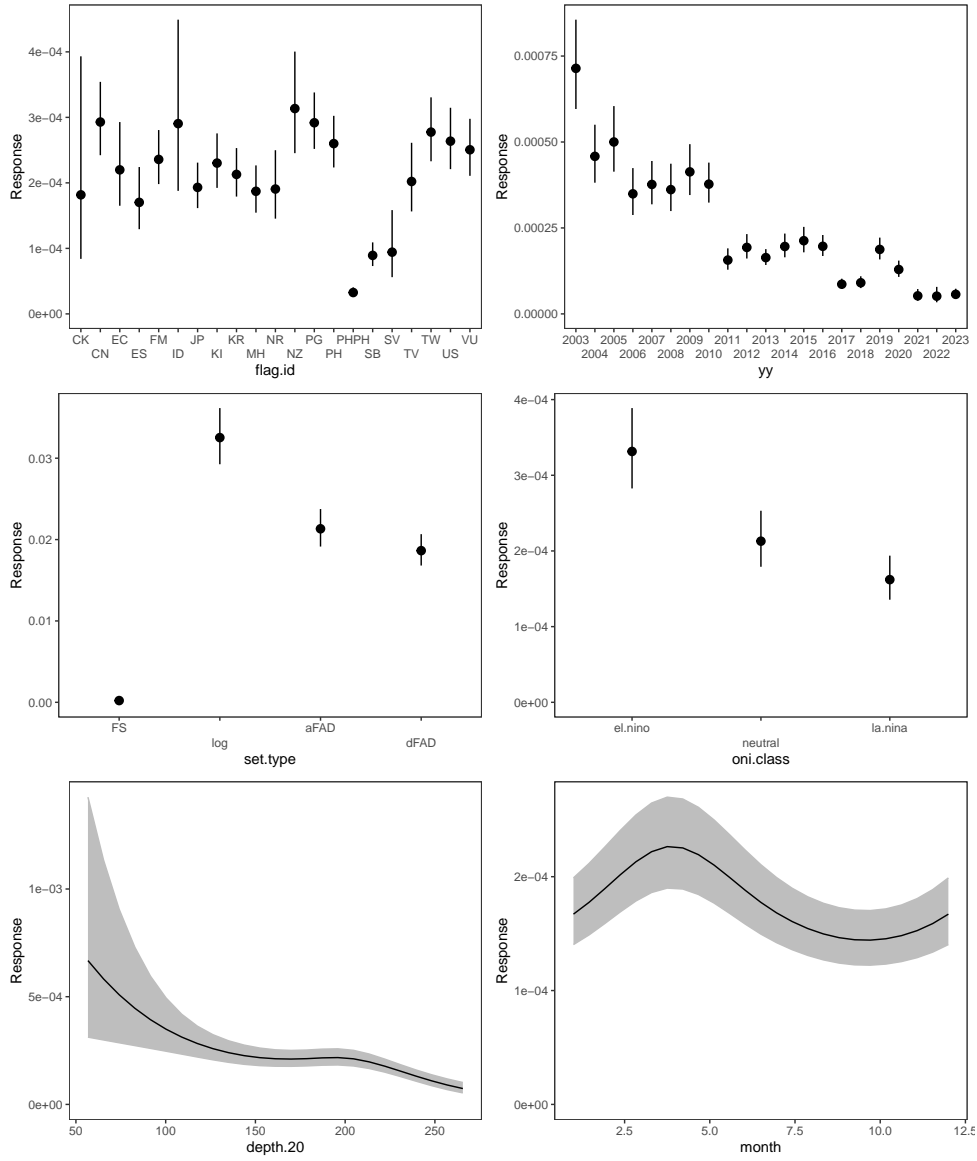 4e−04
3e−04
2e−04
1e−04
0e+00
Response
CK EC FM JP KR NR PG PHPH SV TW VU
CN ES ID KI MH NZ PH SB TV US
flag.id
0.00075
0.00050
0.00025
0.00000
Response
2003 2005 2007 2009 2011 2013 2015 2017 2019 2021 2023
2004 2006 2008 2010 2012 2014 2016 2018 2020 2022
yy
0.03
0.02
0.01
0.00
Response
FS aFAD
log dFAD
set.type
4e−04
3e−04
2e−04
1e−04
0e+00
Response
el.nino la.nina
neutral
oni.class
1e−03
5e−04
0e+00
Response
50 100 150 200 250
depth.20
2e−04
1e−04
0e+00
Response
2.5 5.0 7.5 10.0 12.5
month